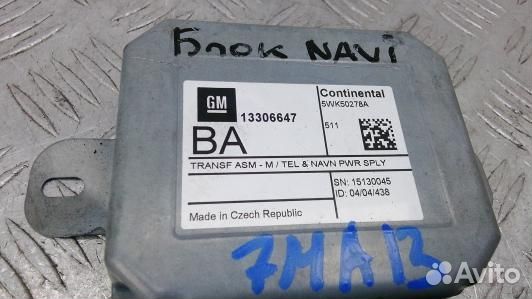 Блок NAVi
GM 13306647
BA
Continental
5WK50278A
511
TRANSF ASM - M / TEL & NAVN PWR SPLY
SN: 15130045
ID: 04/04/438
Made in Czech Republic
7MA13
Avito